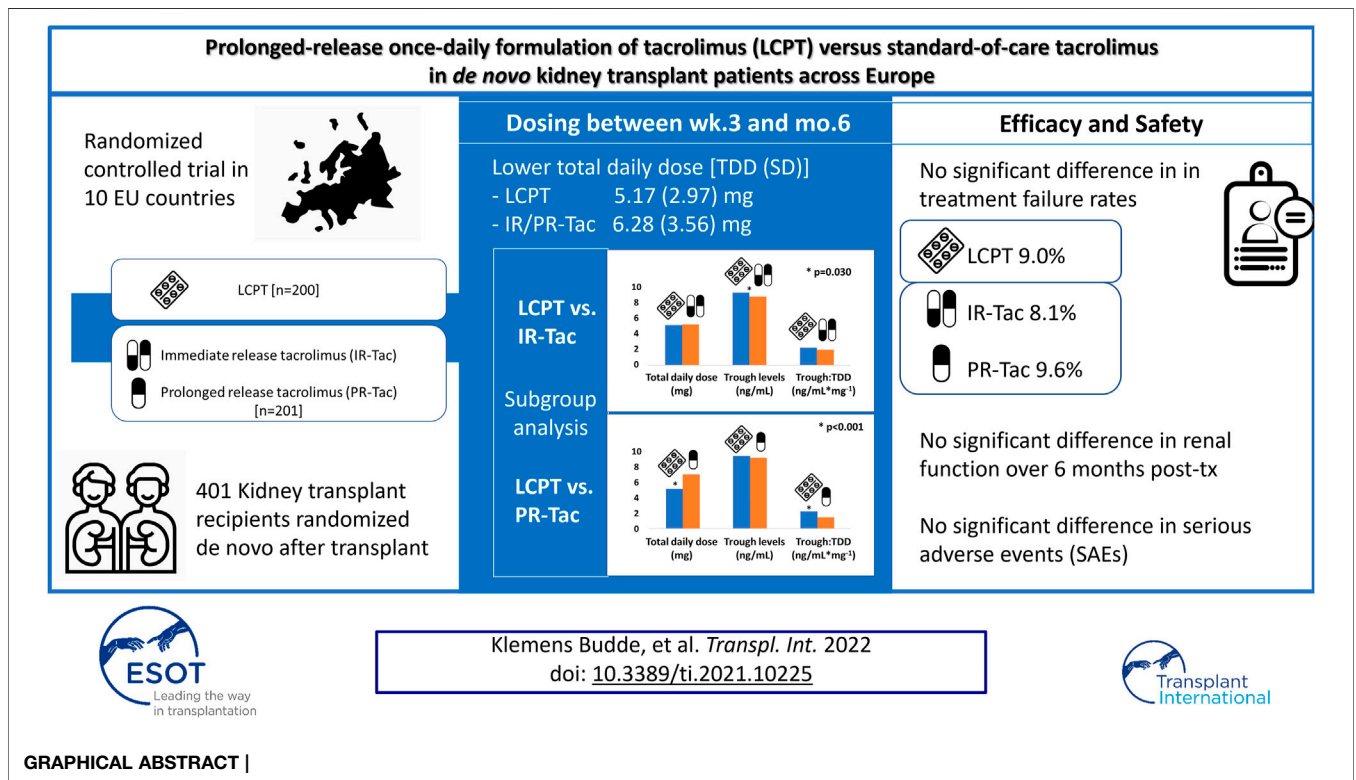 Prolonged-release once-daily formulation of tacrolimus (LCPT) versus standard-of-care tacrolimus
in de novo kidney transplant patients across Europe
Randomized
controlled trial in
10 EU countries
LCPT [n=200]
Immediate release tacrolimus (IR-Tac)
Prolonged release tacrolimus (PR-Tac)
[n=201]
401 Kidney transplant
recipients randomized
de novo after transplant
Dosing between wk.3 and mo.6
Lower total daily dose [TDD (SD)]
- LCPT 5.17 (2.97) mg
- IR/PR-Tac 6.28 (3.56) mg
LCPT vs.
IR-Tac
Subgroup
analysis
LCPT vs.
PR-Tac
* p=0.030
10
8
6
4
2
0
*
Total daily dose
(mg)
Trough levels
(ng/mL)
Trough:TDD
(ng/mL*mg-1)
* p<0.001
10
8
6
4
2
0
*
*
Total daily dose
(mg)
Trough levels
(ng/mL)
Trough:TDD
(ng/mL*mg-1)
Efficacy and Safety
No significant difference in in
treatment failure rates
LCPT 9.0%
IR-Tac 8.1%
PR-Tac 9.6%
No significant difference in renal
function over 6 months post-tx
No significant difference in serious
adverse events (SAEs)
ESOT
Leading the way
in transplantation
Klemens Budde, et al. Transpl. Int. 2022
doi: 10.3389/ti.2021.10225
Transplant
International
GRAPHICAL ABSTRACT |